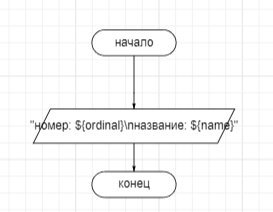 начало
"номер: ${ordinal}\nназвание: ${name}"
конец